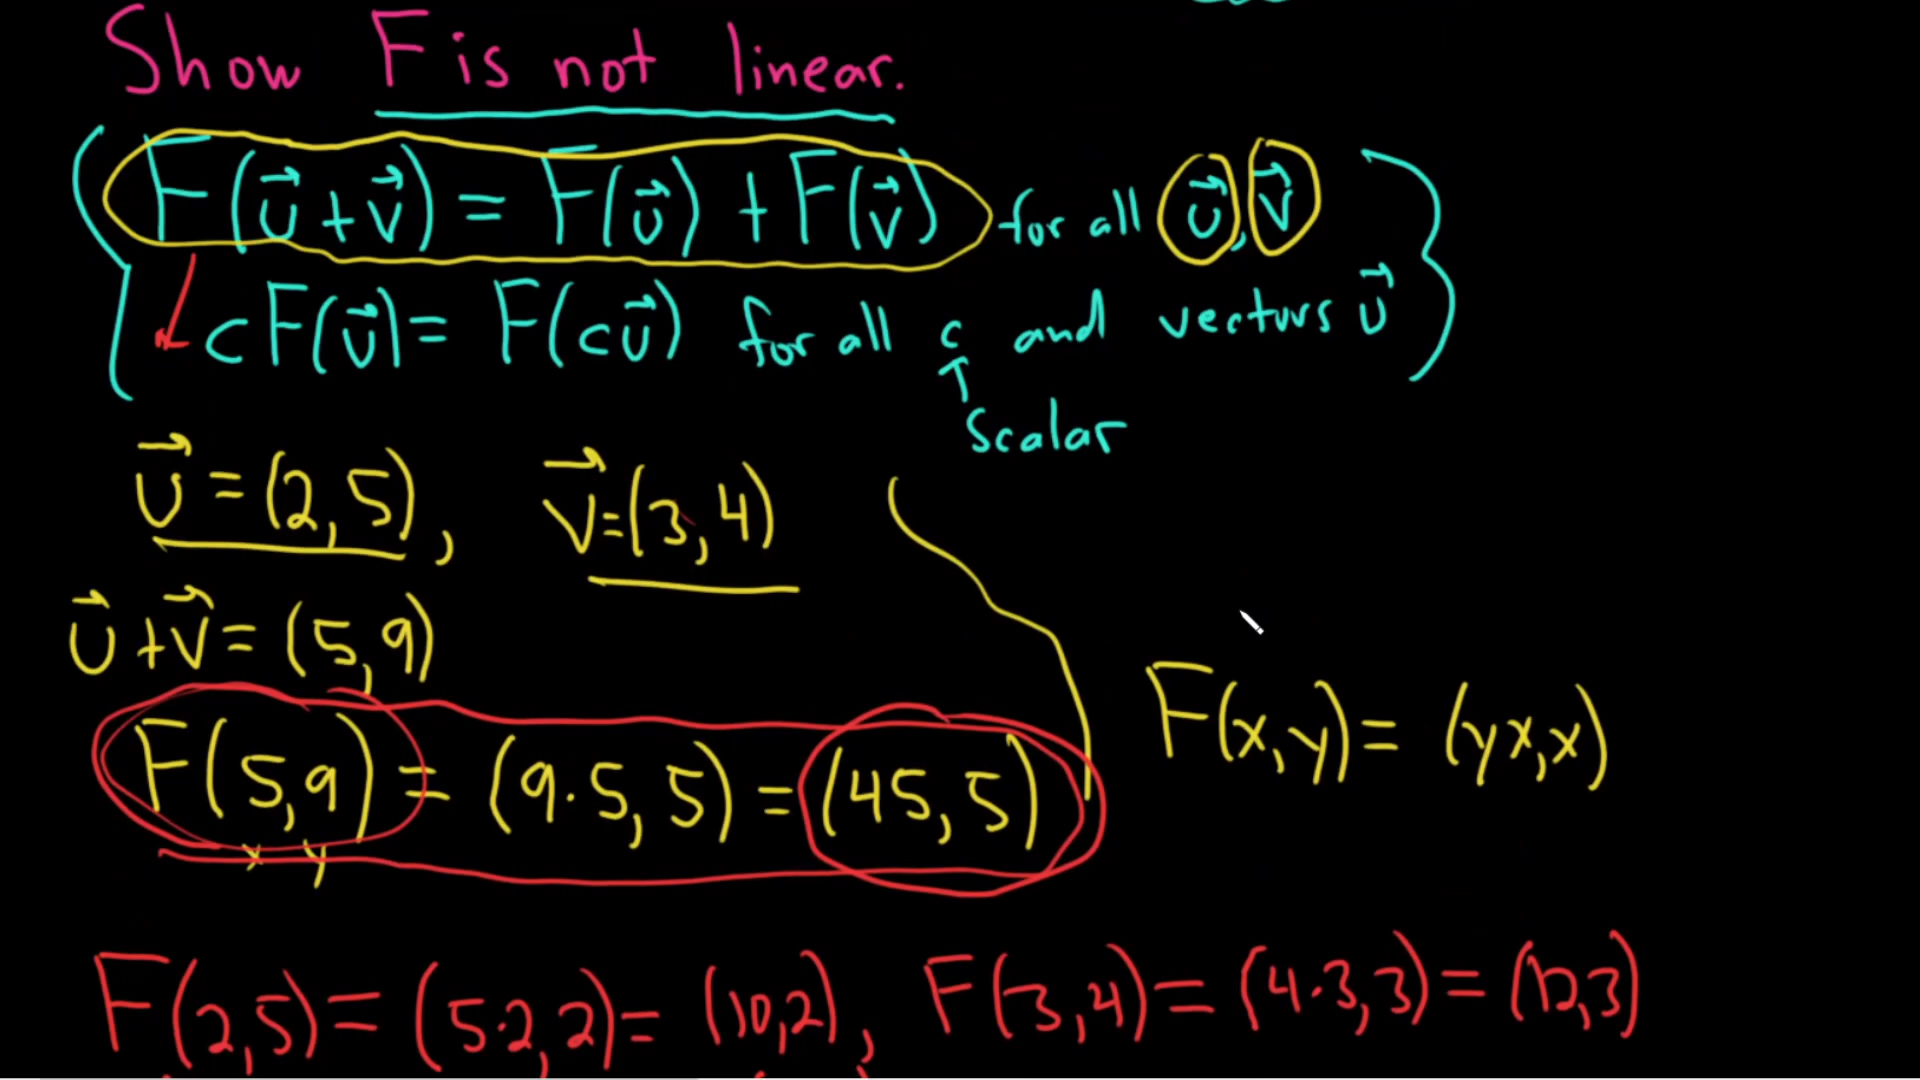 Show F is not linear.
F(u⃗ + v⃗) = F(u⃗) + F(v⃗) for all u⃗, v⃗
cF(u⃗) = F(cu⃗) for all c and vectors u⃗
↑
Scalar
u⃗ = (2, 5), v⃗ = (3, 4)
u⃗ + v⃗ = (5, 9)
F(x, y) = (yx, x)
F(5, 9) = (9·5, 5) = (45, 5)
x y
F(2, 5) = (5·2, 2) = (10, 2), F(3, 4) = (4·3, 3) = (12, 3)